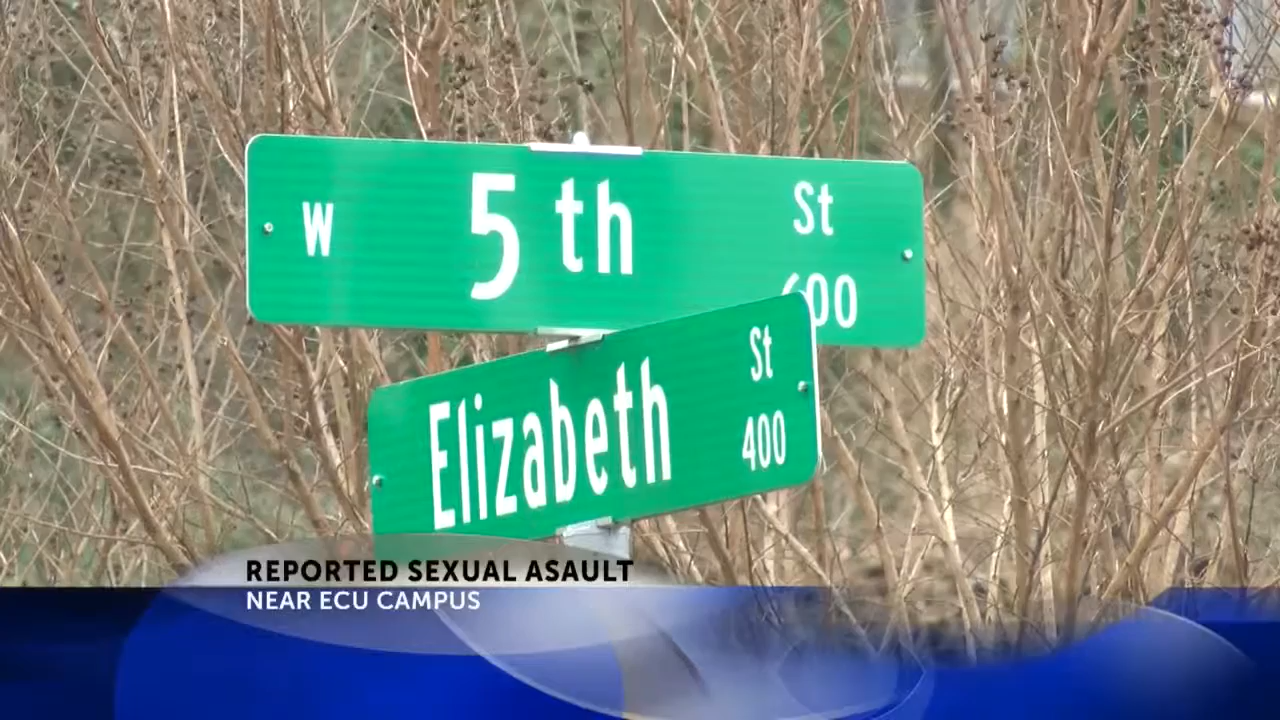 W 5th St
600
Elizabeth St
400
REPORTED SEXUAL ASAULT
NEAR ECU CAMPUS